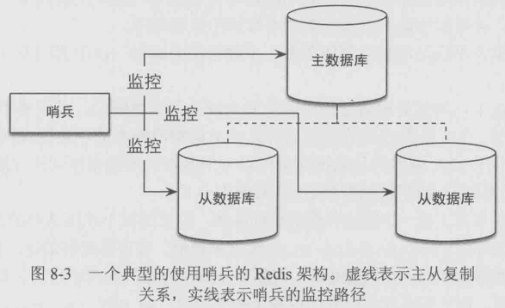 主数据库
监控
哨兵
监控
监控
从数据库
从数据库
图 8-3 一个典型的使用哨兵的 Redis 架构。虚线表示主从复制
关系，实线表示哨兵的监控路径